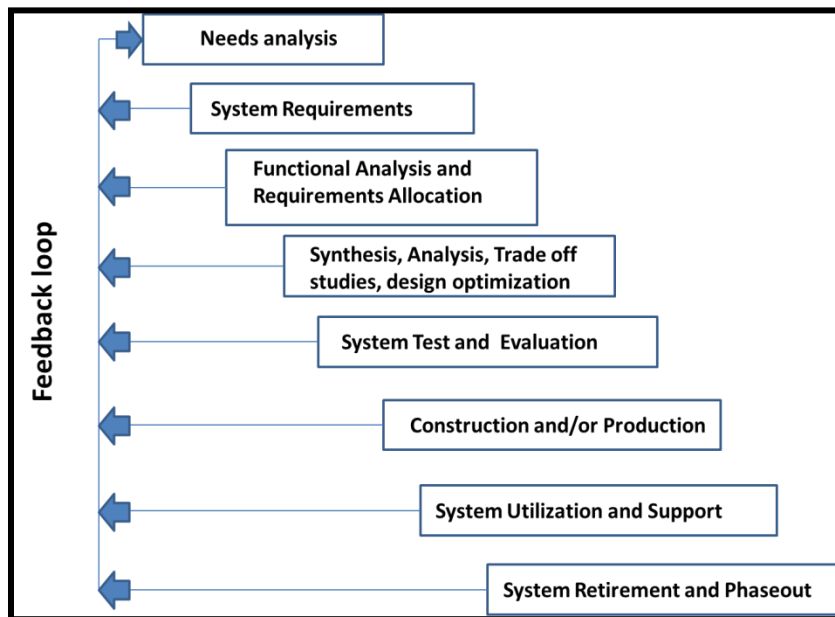 Needs analysis
System Requirements
Functional Analysis and
Requirements Allocation
Synthesis, Analysis, Trade off
studies, design optimization
System Test and Evaluation
Construction and/or Production
System Utilization and Support
System Retirement and Phaseout
Feedback loop